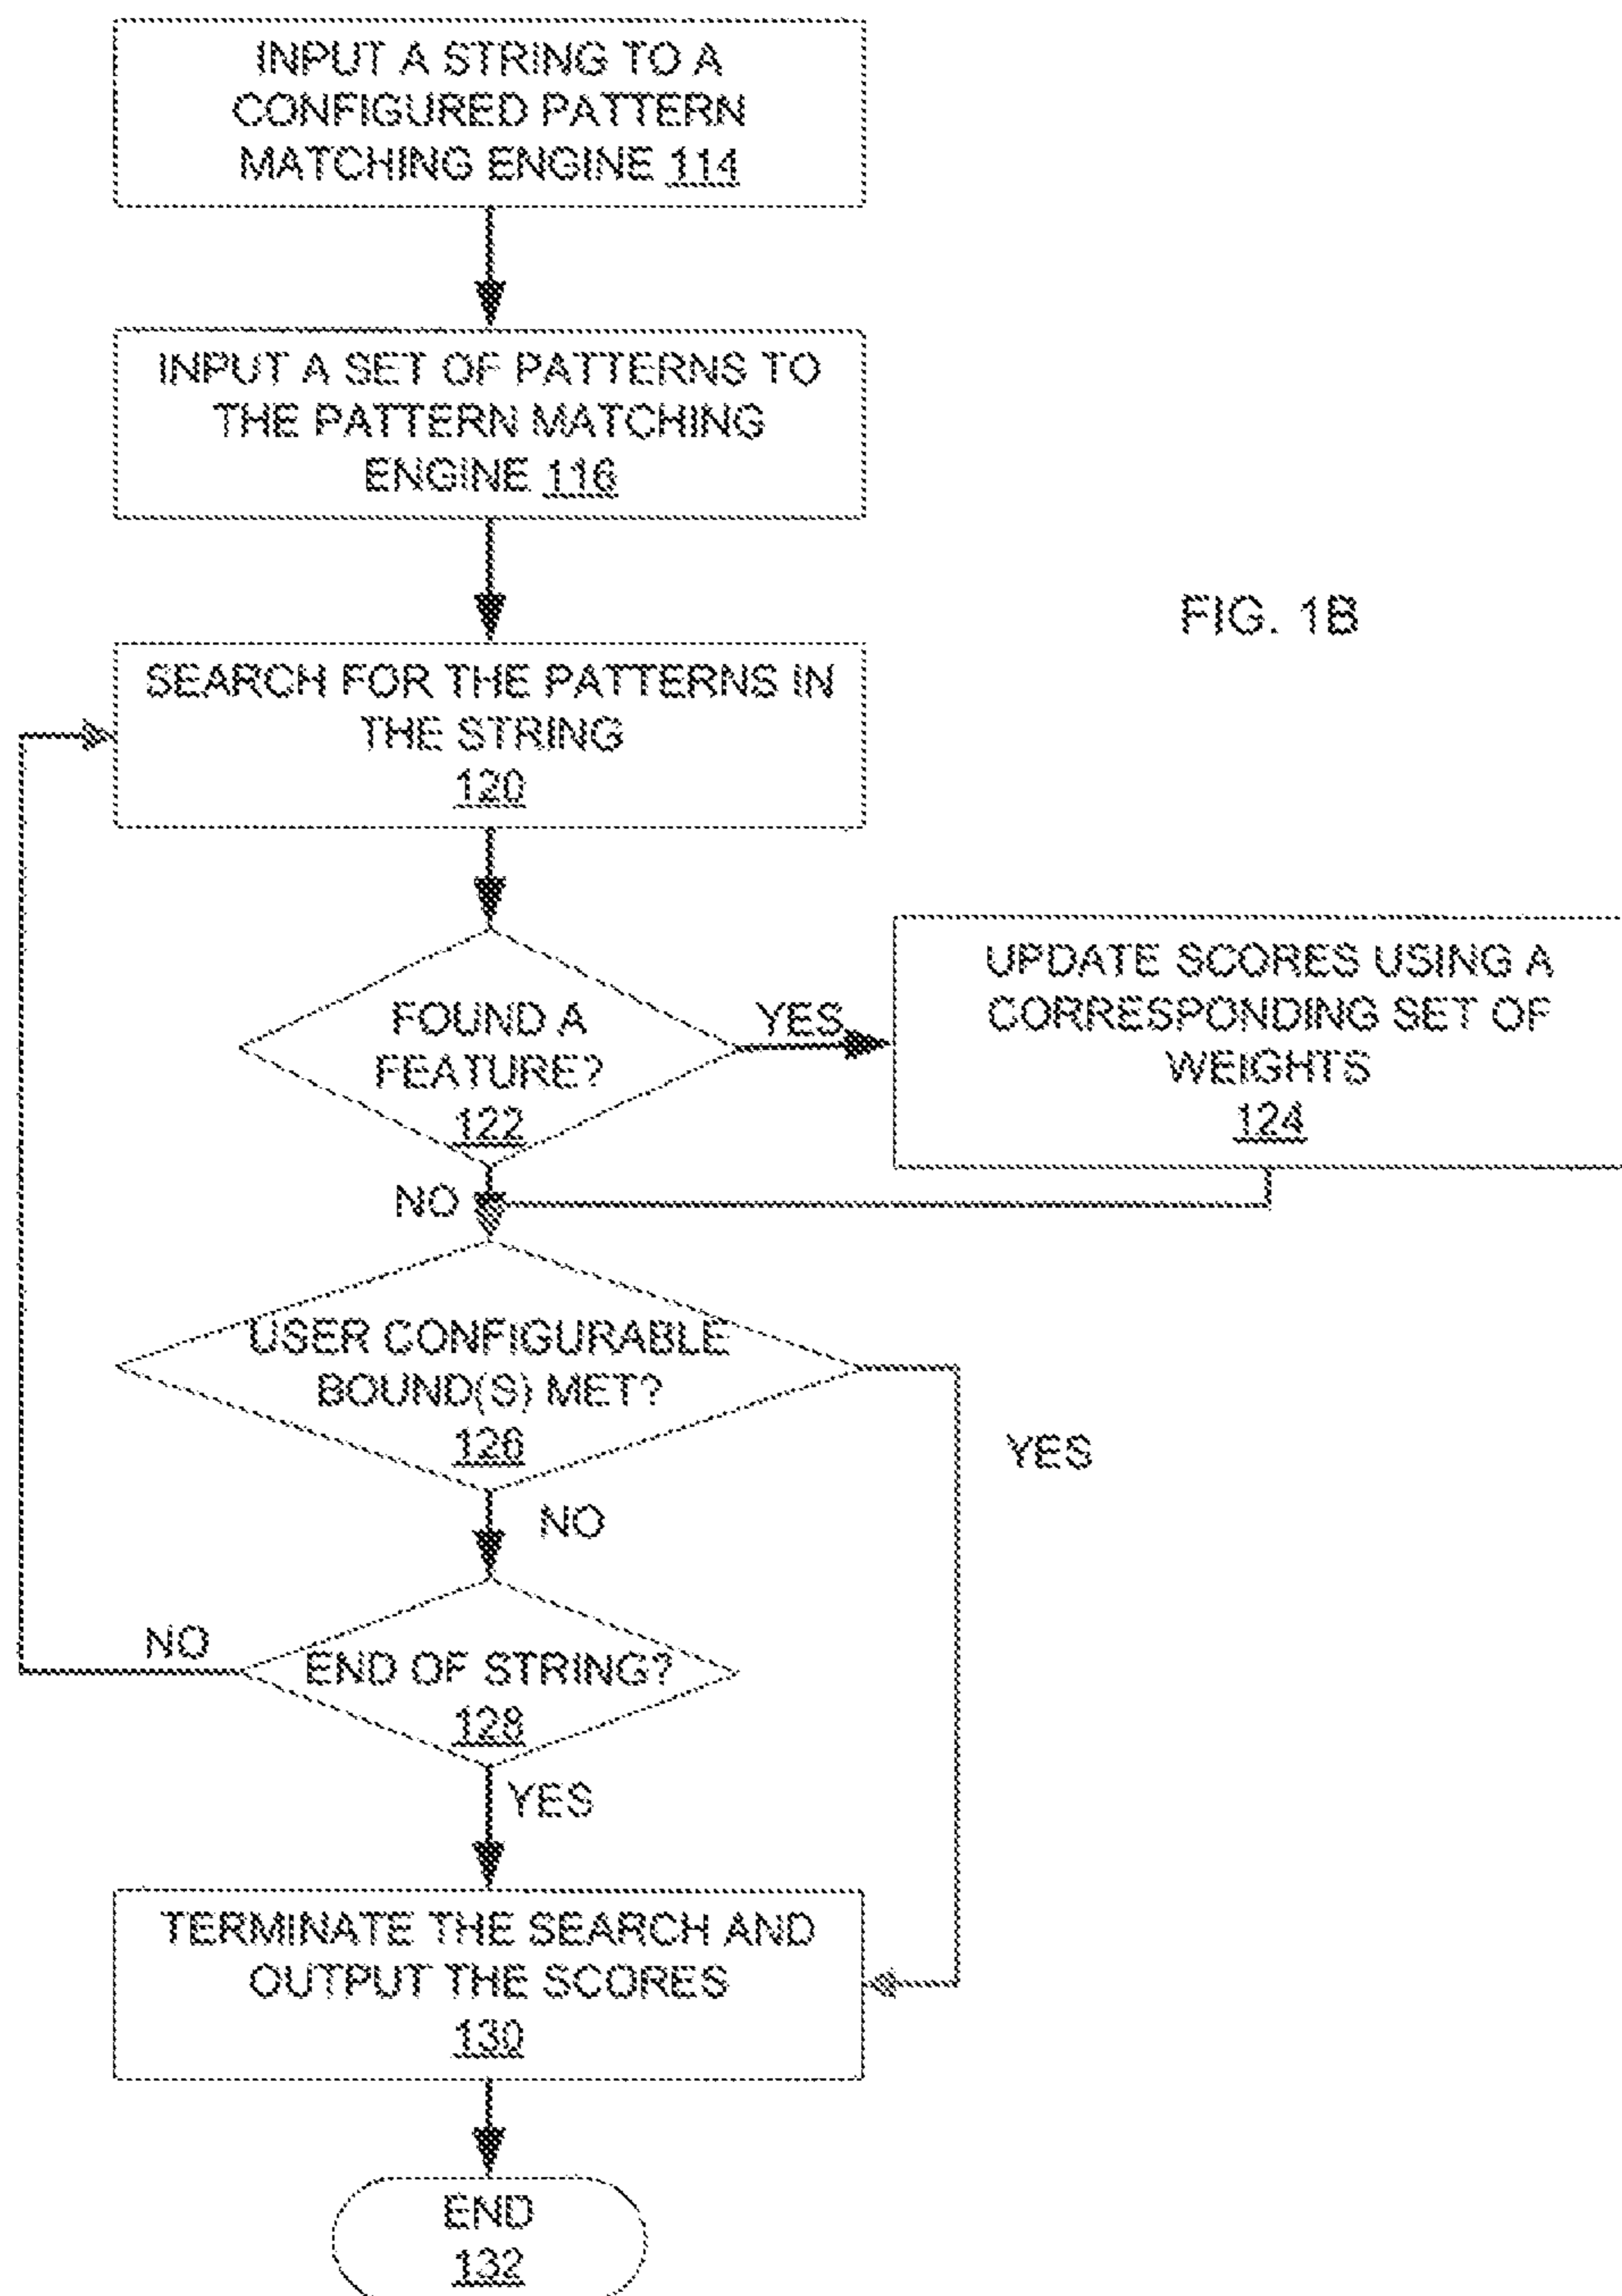 INPUT A STRING TO A
CONFIGURED PATTERN
MATCHING ENGINE 114
INPUT A SET OF PATTERNS TO
THE PATTERN MATCHING
ENGINE 116
FIG. 1B
SEARCH FOR THE PATTERNS IN
THE STRING
120
FOUND A
FEATURE?
122
YES
UPDATE SCORES USING A
CORRESPONDING SET OF
WEIGHTS
124
NO
USER CONFIGURABLE
BOUND(S) MET?
126
YES
NO
END OF STRING?
128
NO
YES
TERMINATE THE SEARCH AND
OUTPUT THE SCORES
130
END
132